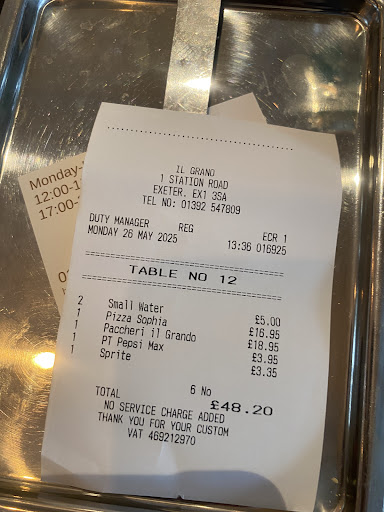 IL GRANO
1 STATION ROAD
EXETER, EX1 3SA
TEL NO: 01392 547809
DUTY MANAGER REG ECR 1
MONDAY 26 MAY 2025 13:36 016925
TABLE NO 12
2 Small Water £5.00
1 Pizza Sophia £16.95
1 Paccheri il Grando £18.95
1 PT Pepsi Max £3.95
1 Sprite £3.35
6 No
TOTAL £48.20
NO SERVICE CHARGE ADDED
THANK YOU FOR YOUR CUSTOM
VAT 469212970
Monday-
12:00-1
17:00-